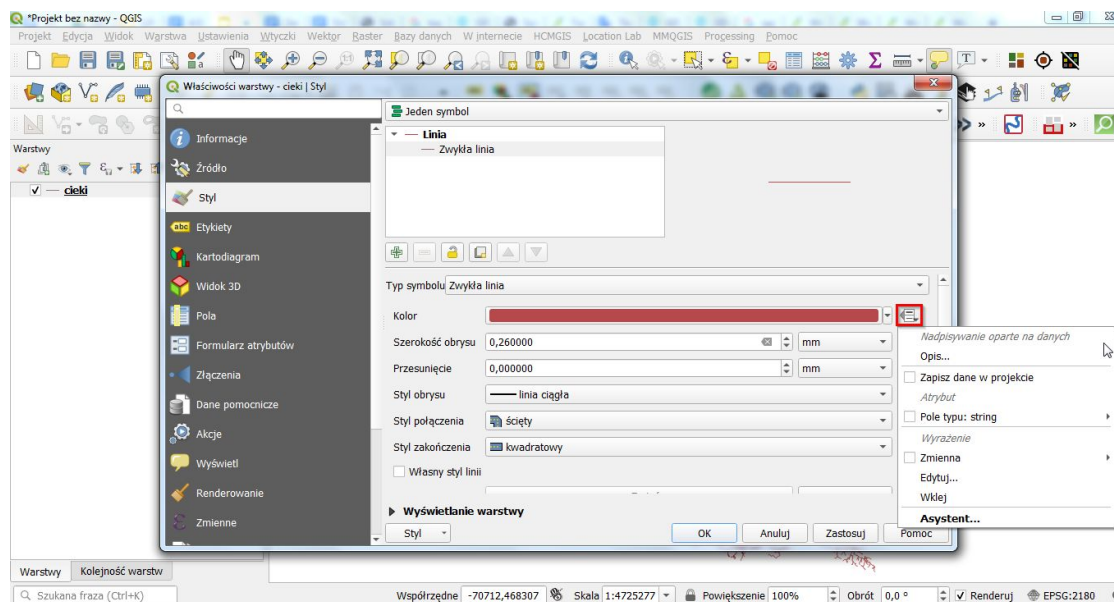 *Projekt bez nazwy - QGIS
Projekt Edycja Widok Warstwa Ustawienia Wtyczki Wektor Raster Bazy danych W internecie HCMGIS Location Lab MMQGIS Processing Pomoc
Właściwości warstwy - cieki | Styl
Warstwy
cieki
Informacje
Źródło
Styl
abc Etykiety
Kartodiagram
Widok 3D
Pola
Formularz atrybutów
Złączenia
Dane pomocnicze
Akcje
Wyświetl
Renderowanie
Zmienne
Jeden symbol
Linia
Zwykła linia
Typ symbolu Zwykła linia
Kolor
Szerokość obrysu 0,260000 mm
Przesunięcie 0,000000 mm
Styl obrysu linia ciągła
Styl połączenia ścięty
Styl zakończenia kwadratowy
Własny styl linii
Wyświetlanie warstwy
Styl OK Anuluj Zastosuj Pomoc
Nadpisywanie oparte na danych
Opis...
Zapisz dane w projekcie
Atrybut
Pole typu: string
Wyrażenie
Zmienna
Edytuj...
Wklej
Asystent...
Warstwy Kolejność warstw
Szukana fraza (Ctrl+K) Współrzędne -70712,468307 Skala 1:4725277 Powiększenie 100% Obrót 0,0 ° Renderuj EPSG:2180